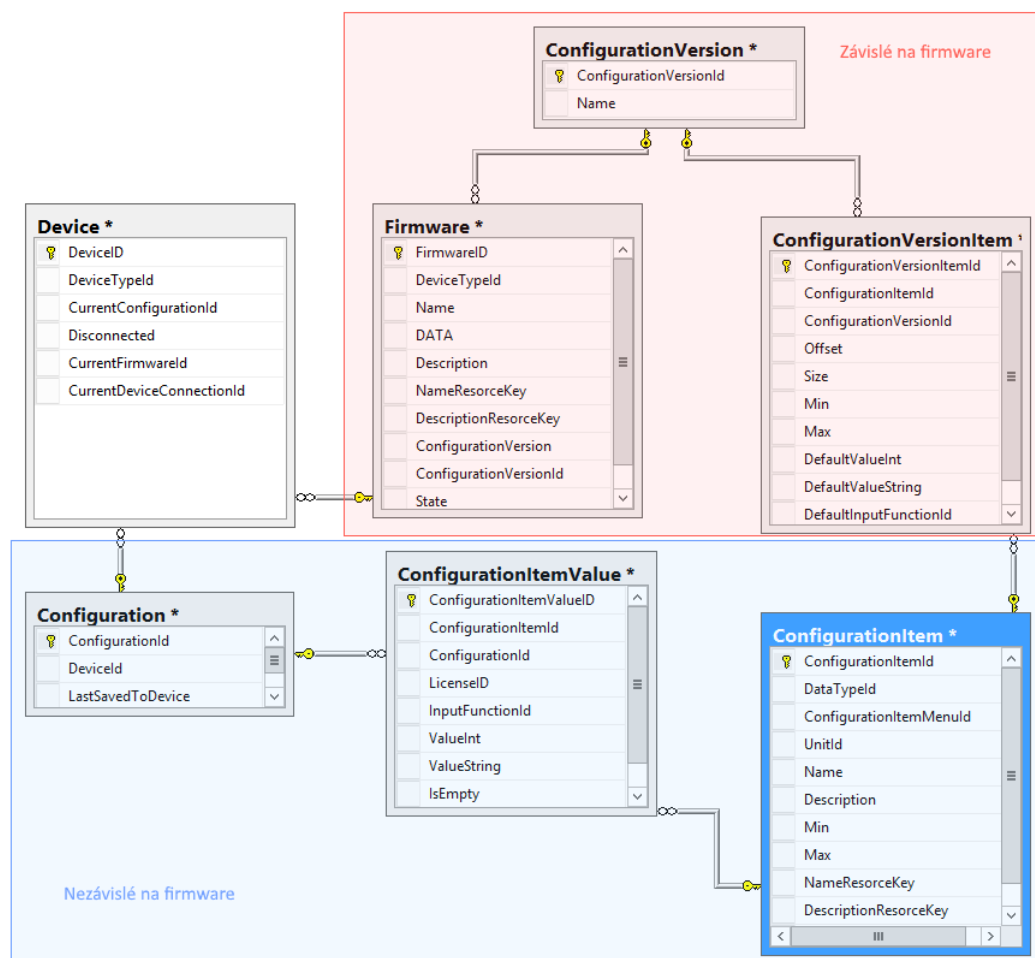 ConfigurationVersion *
ConfigurationVersionId
Name
Závislé na firmware
Device *
DeviceID
DeviceTypeId
CurrentConfigurationId
Disconnected
CurrentFirmwareId
CurrentDeviceConnectionId
Firmware *
FirmwareID
DeviceTypeId
Name
DATA
Description
NameResorceKey
DescriptionResorceKey
ConfigurationVersion
ConfigurationVersionId
State
ConfigurationVersionItem *
ConfigurationVersionItemId
ConfigurationItemId
ConfigurationVersionId
Offset
Size
Min
Max
DefaultValueInt
DefaultValueString
DefaultInputFunctionId
Configuration *
ConfigurationId
DeviceId
LastSavedToDevice
ConfigurationItemValue *
ConfigurationItemValueID
ConfigurationItemId
ConfigurationId
LicenseID
InputFunctionId
ValueInt
ValueString
IsEmpty
ConfigurationItem *
ConfigurationItemId
DataTypeId
ConfigurationItemMenuId
UnitId
Name
Description
Min
Max
NameResorceKey
DescriptionResorceKey
Nezávislé na firmware